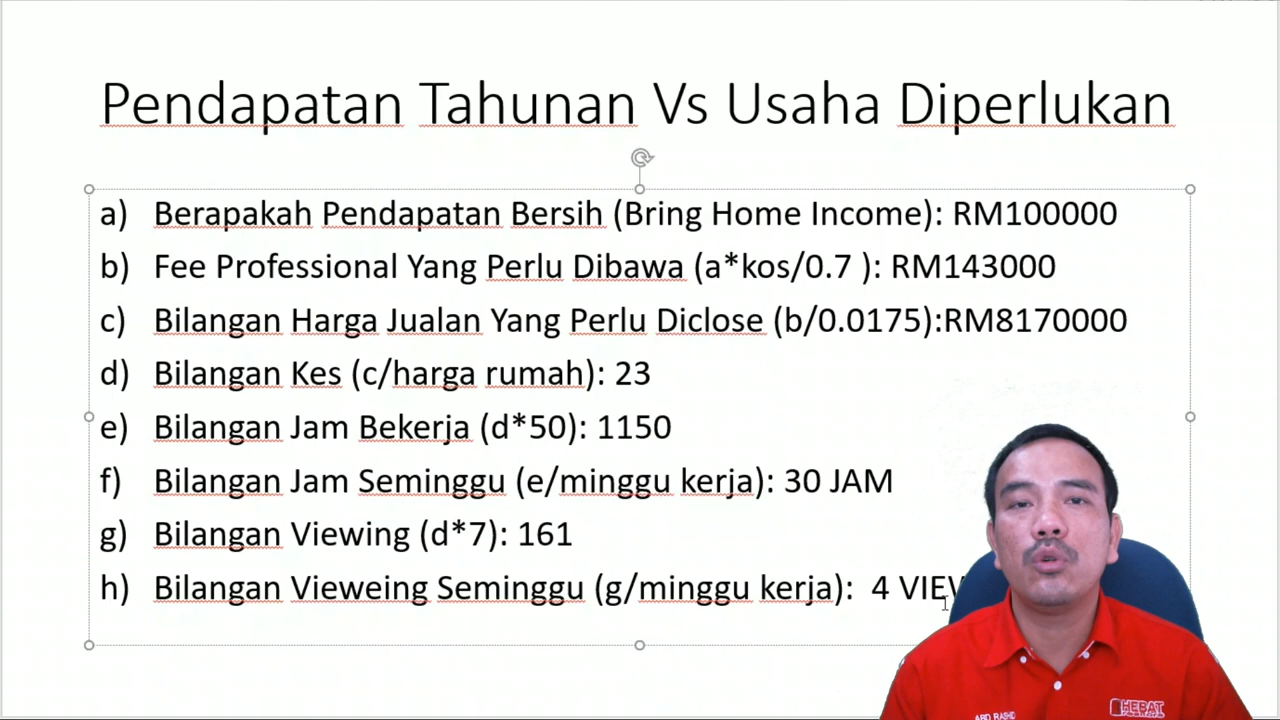 Pendapatan Tahunan Vs Usaha Diperlukan
a) Berapakah Pendapatan Bersih (Bring Home Income): RM100000
b) Fee Professional Yang Perlu Dibawa (a*kos/0.7 ): RM143000
c) Bilangan Harga Jualan Yang Perlu Diclose (b/0.0175):RM8170000
d) Bilangan Kes (c/harga rumah): 23
e) Bilangan Jam Bekerja (d*50): 1150
f) Bilangan Jam Seminggu (e/minggu kerja): 30 JAM
g) Bilangan Viewing (d*7): 161
h) Bilangan Vieweing Seminggu (g/minggu kerja): 4
ABD RASHID
HEBAT